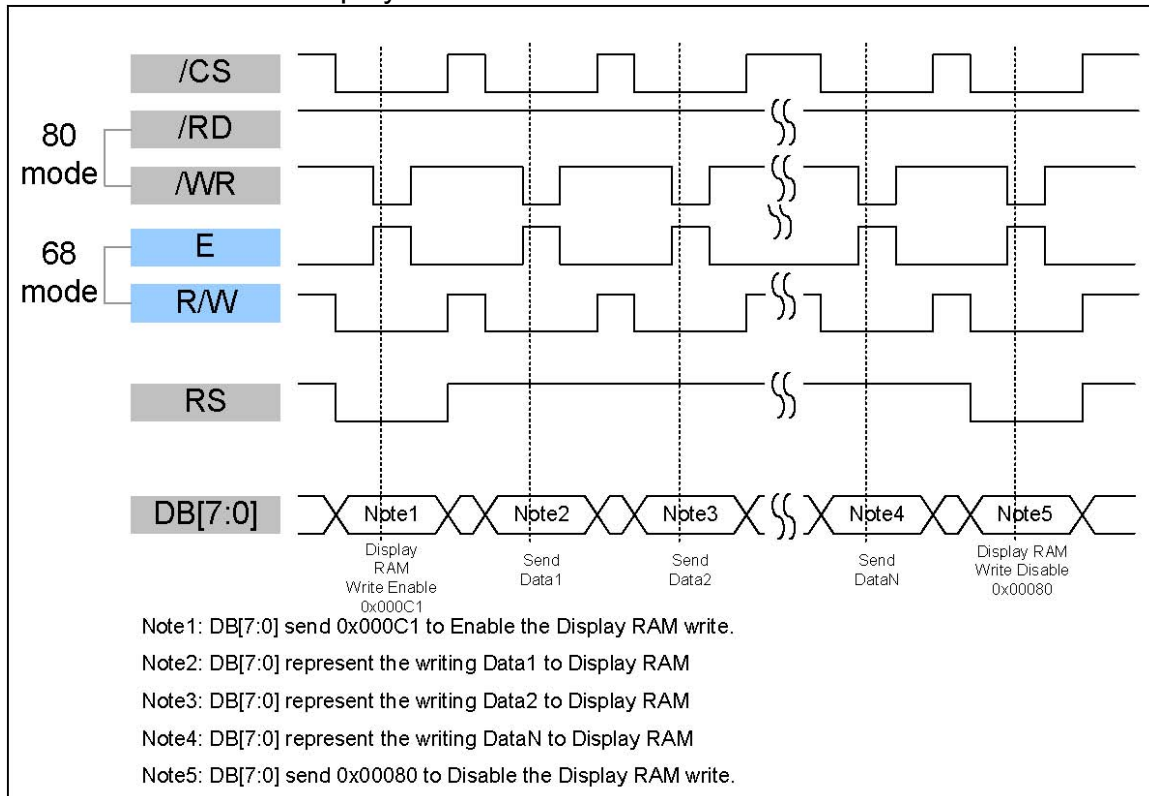 /CS
/RD
80
mode
/WR
E
68
mode
R/W
RS
DB[7:0]
Note1
Note2
Note3
Note4
Note5
Display
RAM
Write Enable
0x000C1
Send
Data1
Send
Data2
Send
DataN
Display RAM
Write Disable
0x00080
Note1: DB[7:0] send 0x000C1 to Enable the Display RAM write.
Note2: DB[7:0] represent the writing Data1 to Display RAM
Note3: DB[7:0] represent the writing Data2 to Display RAM
Note4: DB[7:0] represent the writing DataN to Display RAM
Note5: DB[7:0] send 0x00080 to Disable the Display RAM write.